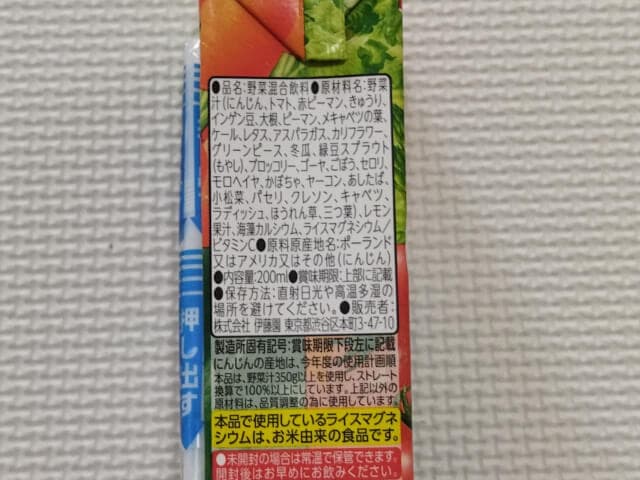 ●品名:野菜混合飲料●原材料名:野菜
汁(にんじん、トマト、赤ピーマン、きゅうり、
インゲン豆、大根、ピーマン、メキャベツの葉、
ケール、レタス、アスパラガス、カリフラワー、
グリーンピース、冬瓜、緑豆スプラウト
(もやし)、ブロッコリー、ゴーヤ、ごぼう、セロリ、
モロヘイヤ、かぼちゃ、ヤーコン、あしたば、
小松菜、パセリ、クレソン、キャベツ、
ラディッシュ、ほうれん草、三つ葉)、レモン
果汁、海藻カルシウム、ライスマグネシウム/
ビタミンC●原料原産地名:ポーランド
又はアメリカ又はその他(にんじん)
●内容量:200ml●賞味期限:上部に記載
●保存方法:直射日光や高温多湿の
場所を避けてください。●販売者:
株式会社 伊藤園 東京都渋谷区本町3-47-10
製造所固有記号:賞味期限下段左に記載
にんじんの産地は、今年度の使用計画順
本品は、野菜汁350g以上を使用し、ストレート
換算で100%以上にしています。上記以外の
原材料は、品質調整の為に使用しています。
本品で使用しているライスマグネ
シウムは、お米由来の食品です。
●未開封の場合は常温で保管できます。
開封後はお早めにお飲みください。
押し出す